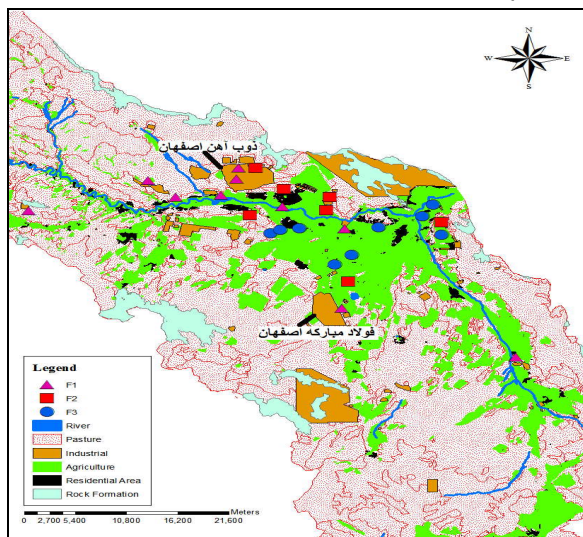 N
W E
S
ذوب آهن اصفهان
فولاد مبارکه اصفهان
Legend
F1
F2
F3
River
Pasture
Industrial
Agriculture
Residential Area
Rock Formation
Meters
0 2,700 5,400 10,800 16,200 21,600